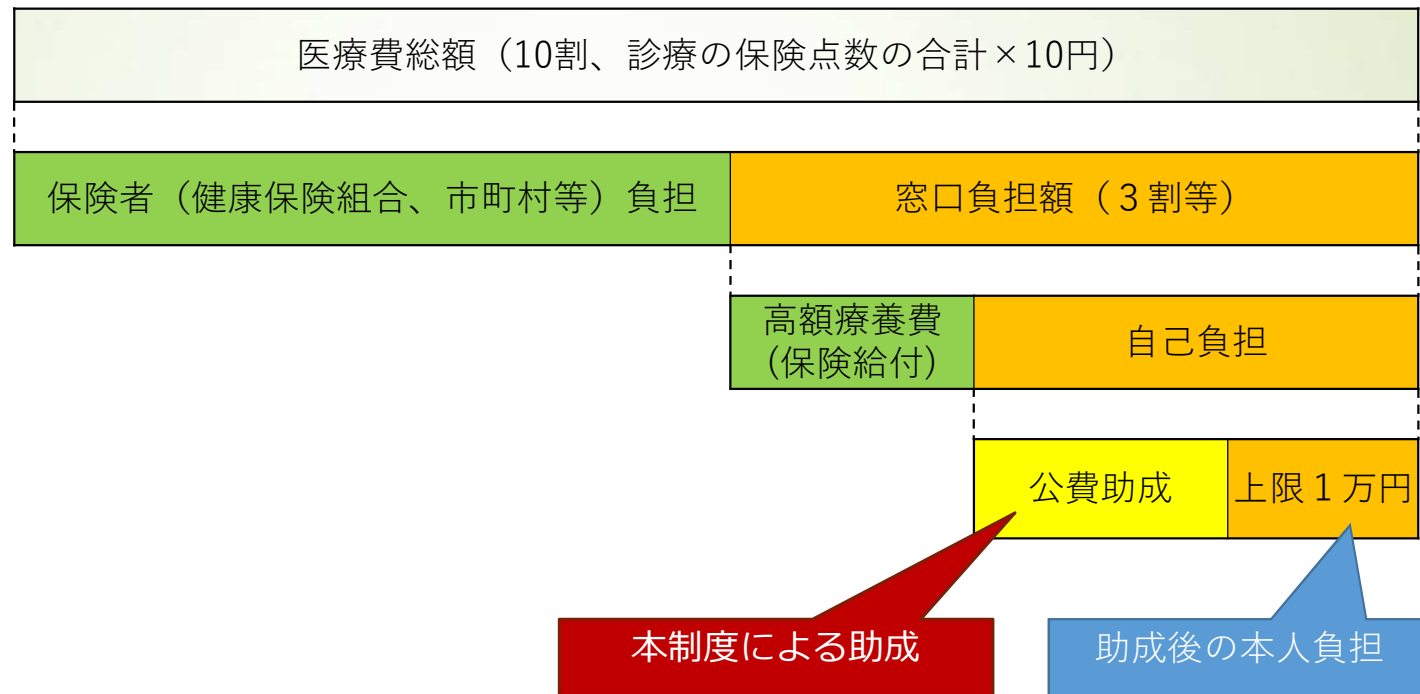 医療費総額（10割、診療の保険点数の合計×10円）
保険者（健康保険組合、市町村等）負担
窓口負担額（３割等）
高額療養費
(保険給付)
自己負担
公費助成
上限１万円
本制度による助成
助成後の本人負担